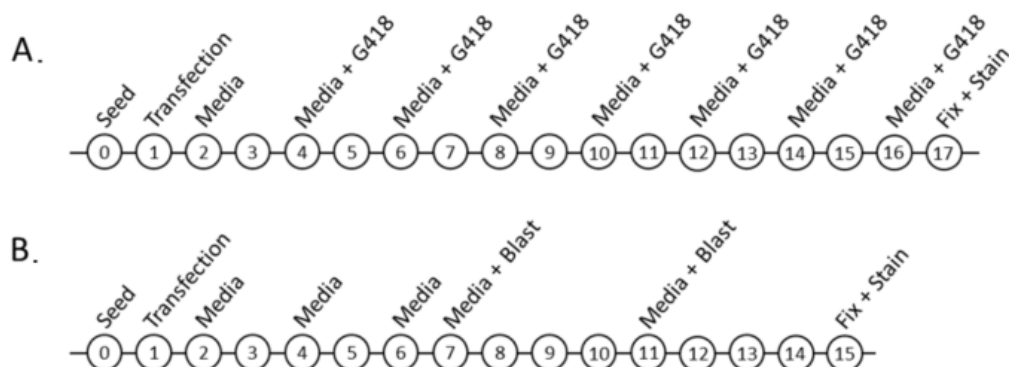 A.
Seed
Transfection
Media
Media + G418
Media + G418
Media + G418
Media + G418
Media + G418
Media + G418
Media + G418
Fix + Stain
0 1 2 3 4 5 6 7 8 9 10 11 12 13 14 15 16 17
B.
Seed
Transfection
Media
Media
Media
Media + Blast
Media + Blast
Fix + Stain
0 1 2 3 4 5 6 7 8 9 10 11 12 13 14 15